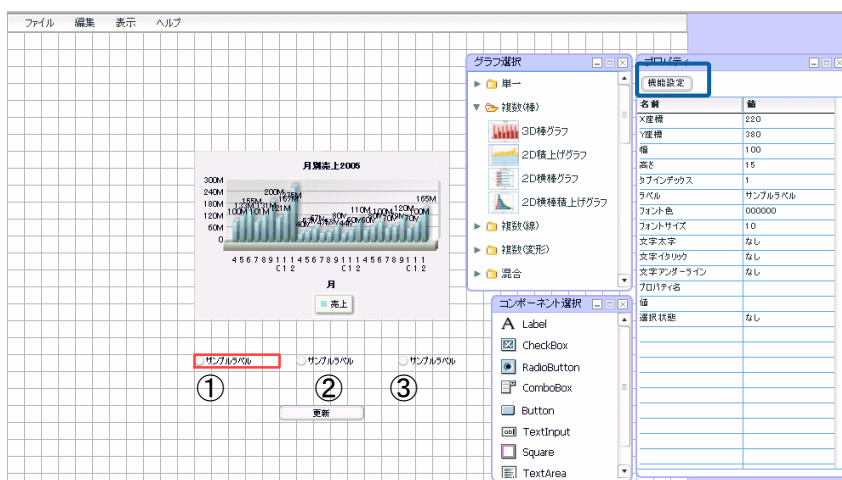 ファイル 編集 表示 ヘルプ
グラフ選択
単一
複数(棒)
3D棒グラフ
2D積上げグラフ
2D横棒グラフ
2D横棒積上げグラフ
複数(線)
複数(変形)
混合
プロパティ
機能設定
名前 値
X座標 220
Y座標 380
幅 100
高さ 15
タブインデックス 1
ラベル サンプルラベル
フォント色 000000
フォントサイズ 10
文字太字 なし
文字イタリック なし
文字アンダーライン なし
プロパティ名
値
選択状態 なし
月別売上2005
300M
240M
180M
120M
60M
0
165M
月
売上
コンポーネント選択
Label
CheckBox
RadioButton
ComboBox
Button
TextInput
Square
TextArea
サンプルラベル サンプルラベル サンプルラベル
① ② ③
更新